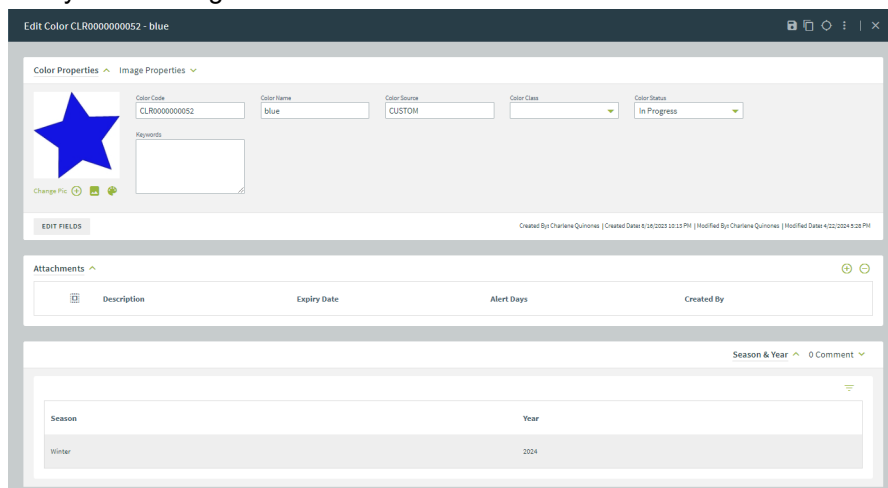 Edit Color CLR0000000052 - blue
Color Properties Image Properties
Color Code Color Name Color Source Color Class Color Status
CLR0000000052 blue CUSTOM In Progress
Keywords
Change Pic
EDIT FIELDS
Created By: Charlene Quinones | Created Date: 8/16/2023 10:13 PM | Modified By: Charlene Quinones | Modified Date: 4/22/2024 5:28 PM
Attachments
Description Expiry Date Alert Days Created By
Season & Year 0 Comment
Season Year
Winter 2024